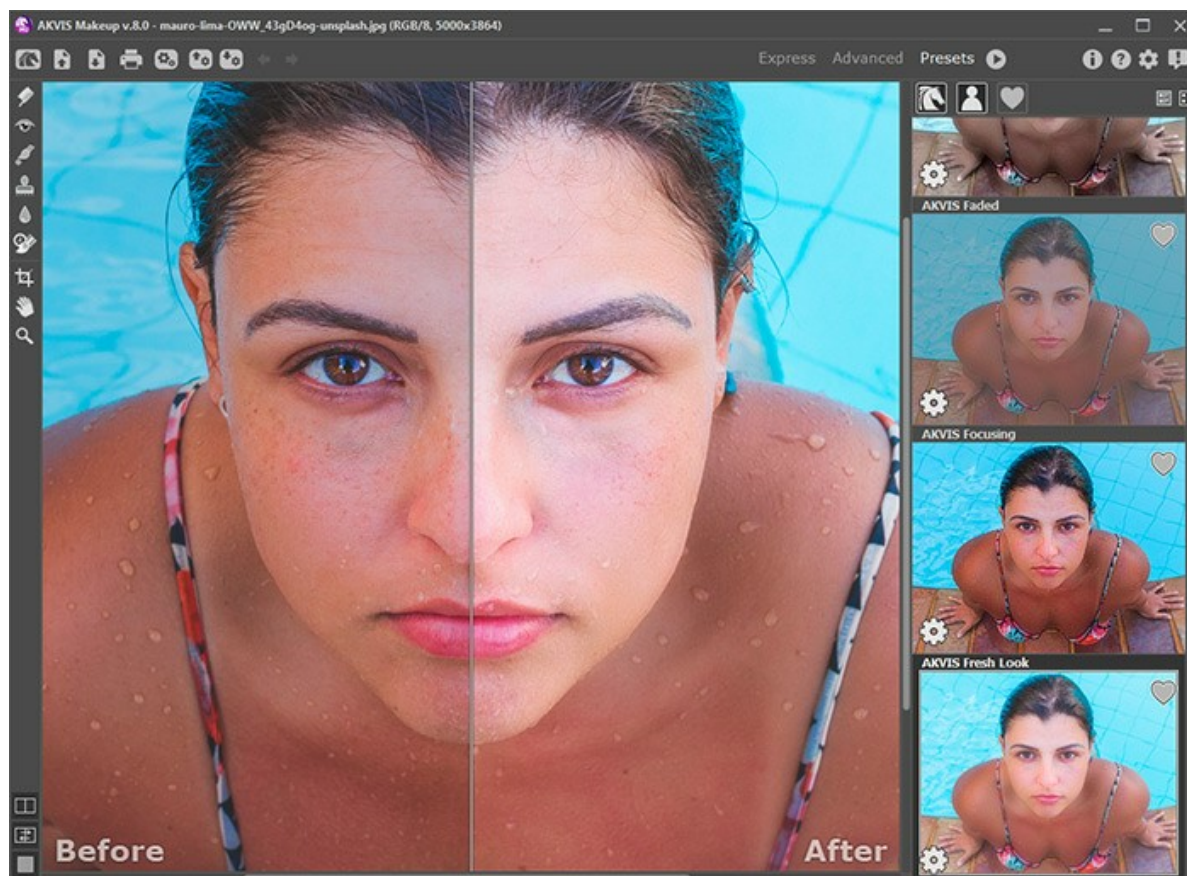 AKVIS Makeup v.8.0 - mauro-lima-OWW_43gD4og-unsplash.jpg (RGB/8, 5000x3864)
Express Advanced Presets
AKVIS Faded
AKVIS Focusing
AKVIS Fresh Look
Before After